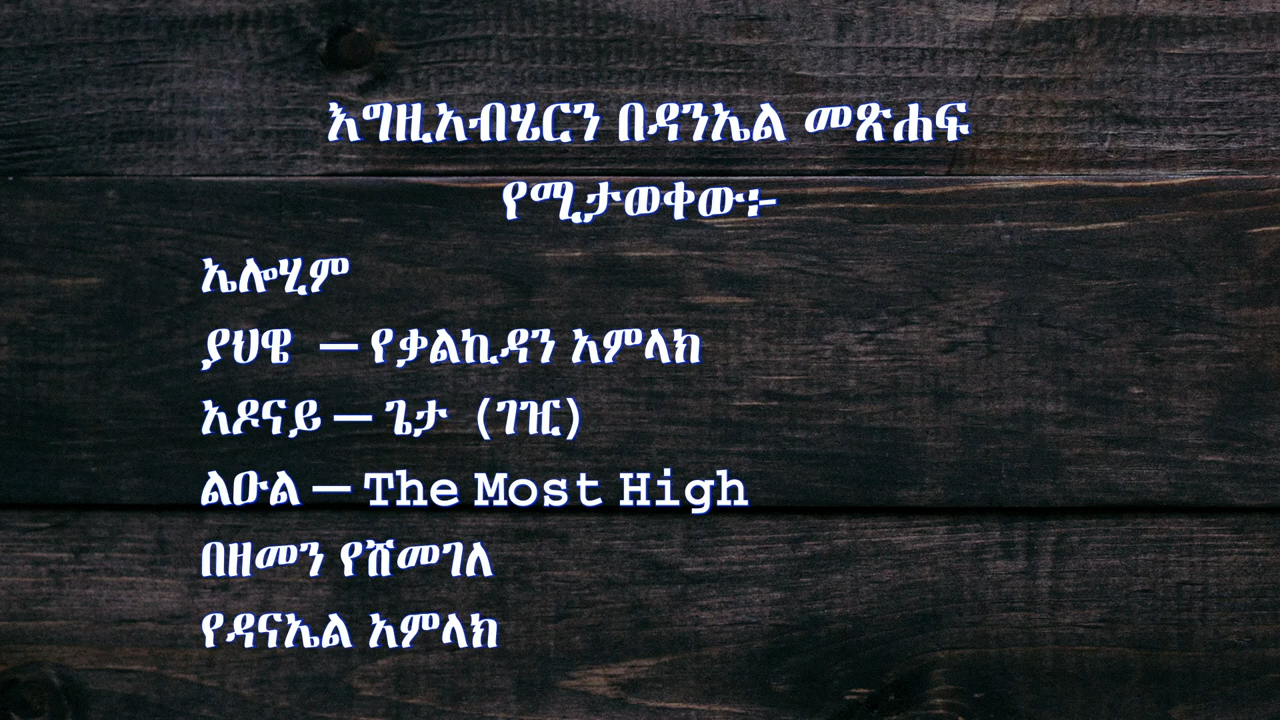 እግዚአብሄርን በዳንኤል መጽሐፍ
የሚታወቀው፦
ኤሎሂም
ያህዌ — የቃልኪዳን አምላክ
አዶናይ — ጌታ (ገዢ)
ልዑል — The Most High
በዘመን የሸመገለ
የዳናኤል አምላክ